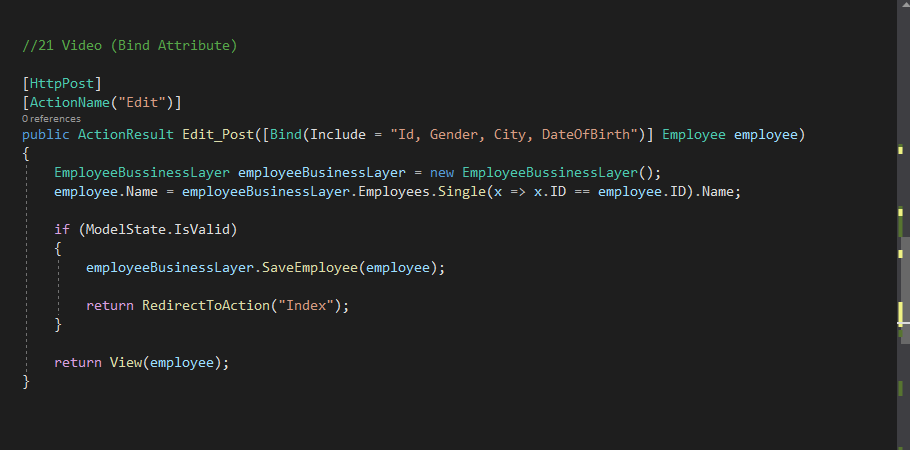 //21 Video (Bind Attribute)
[HttpPost]
[ActionName("Edit")]
0 references
public ActionResult Edit_Post([Bind(Include = "Id, Gender, City, DateOfBirth")] Employee employee)
{
EmployeeBussinessLayer employeeBusinessLayer = new EmployeeBussinessLayer();
employee.Name = employeeBusinessLayer.Employees.Single(x => x.ID == employee.ID).Name;
if (ModelState.IsValid)
{
employeeBusinessLayer.SaveEmployee(employee);
return RedirectToAction("Index");
}
return View(employee);
}